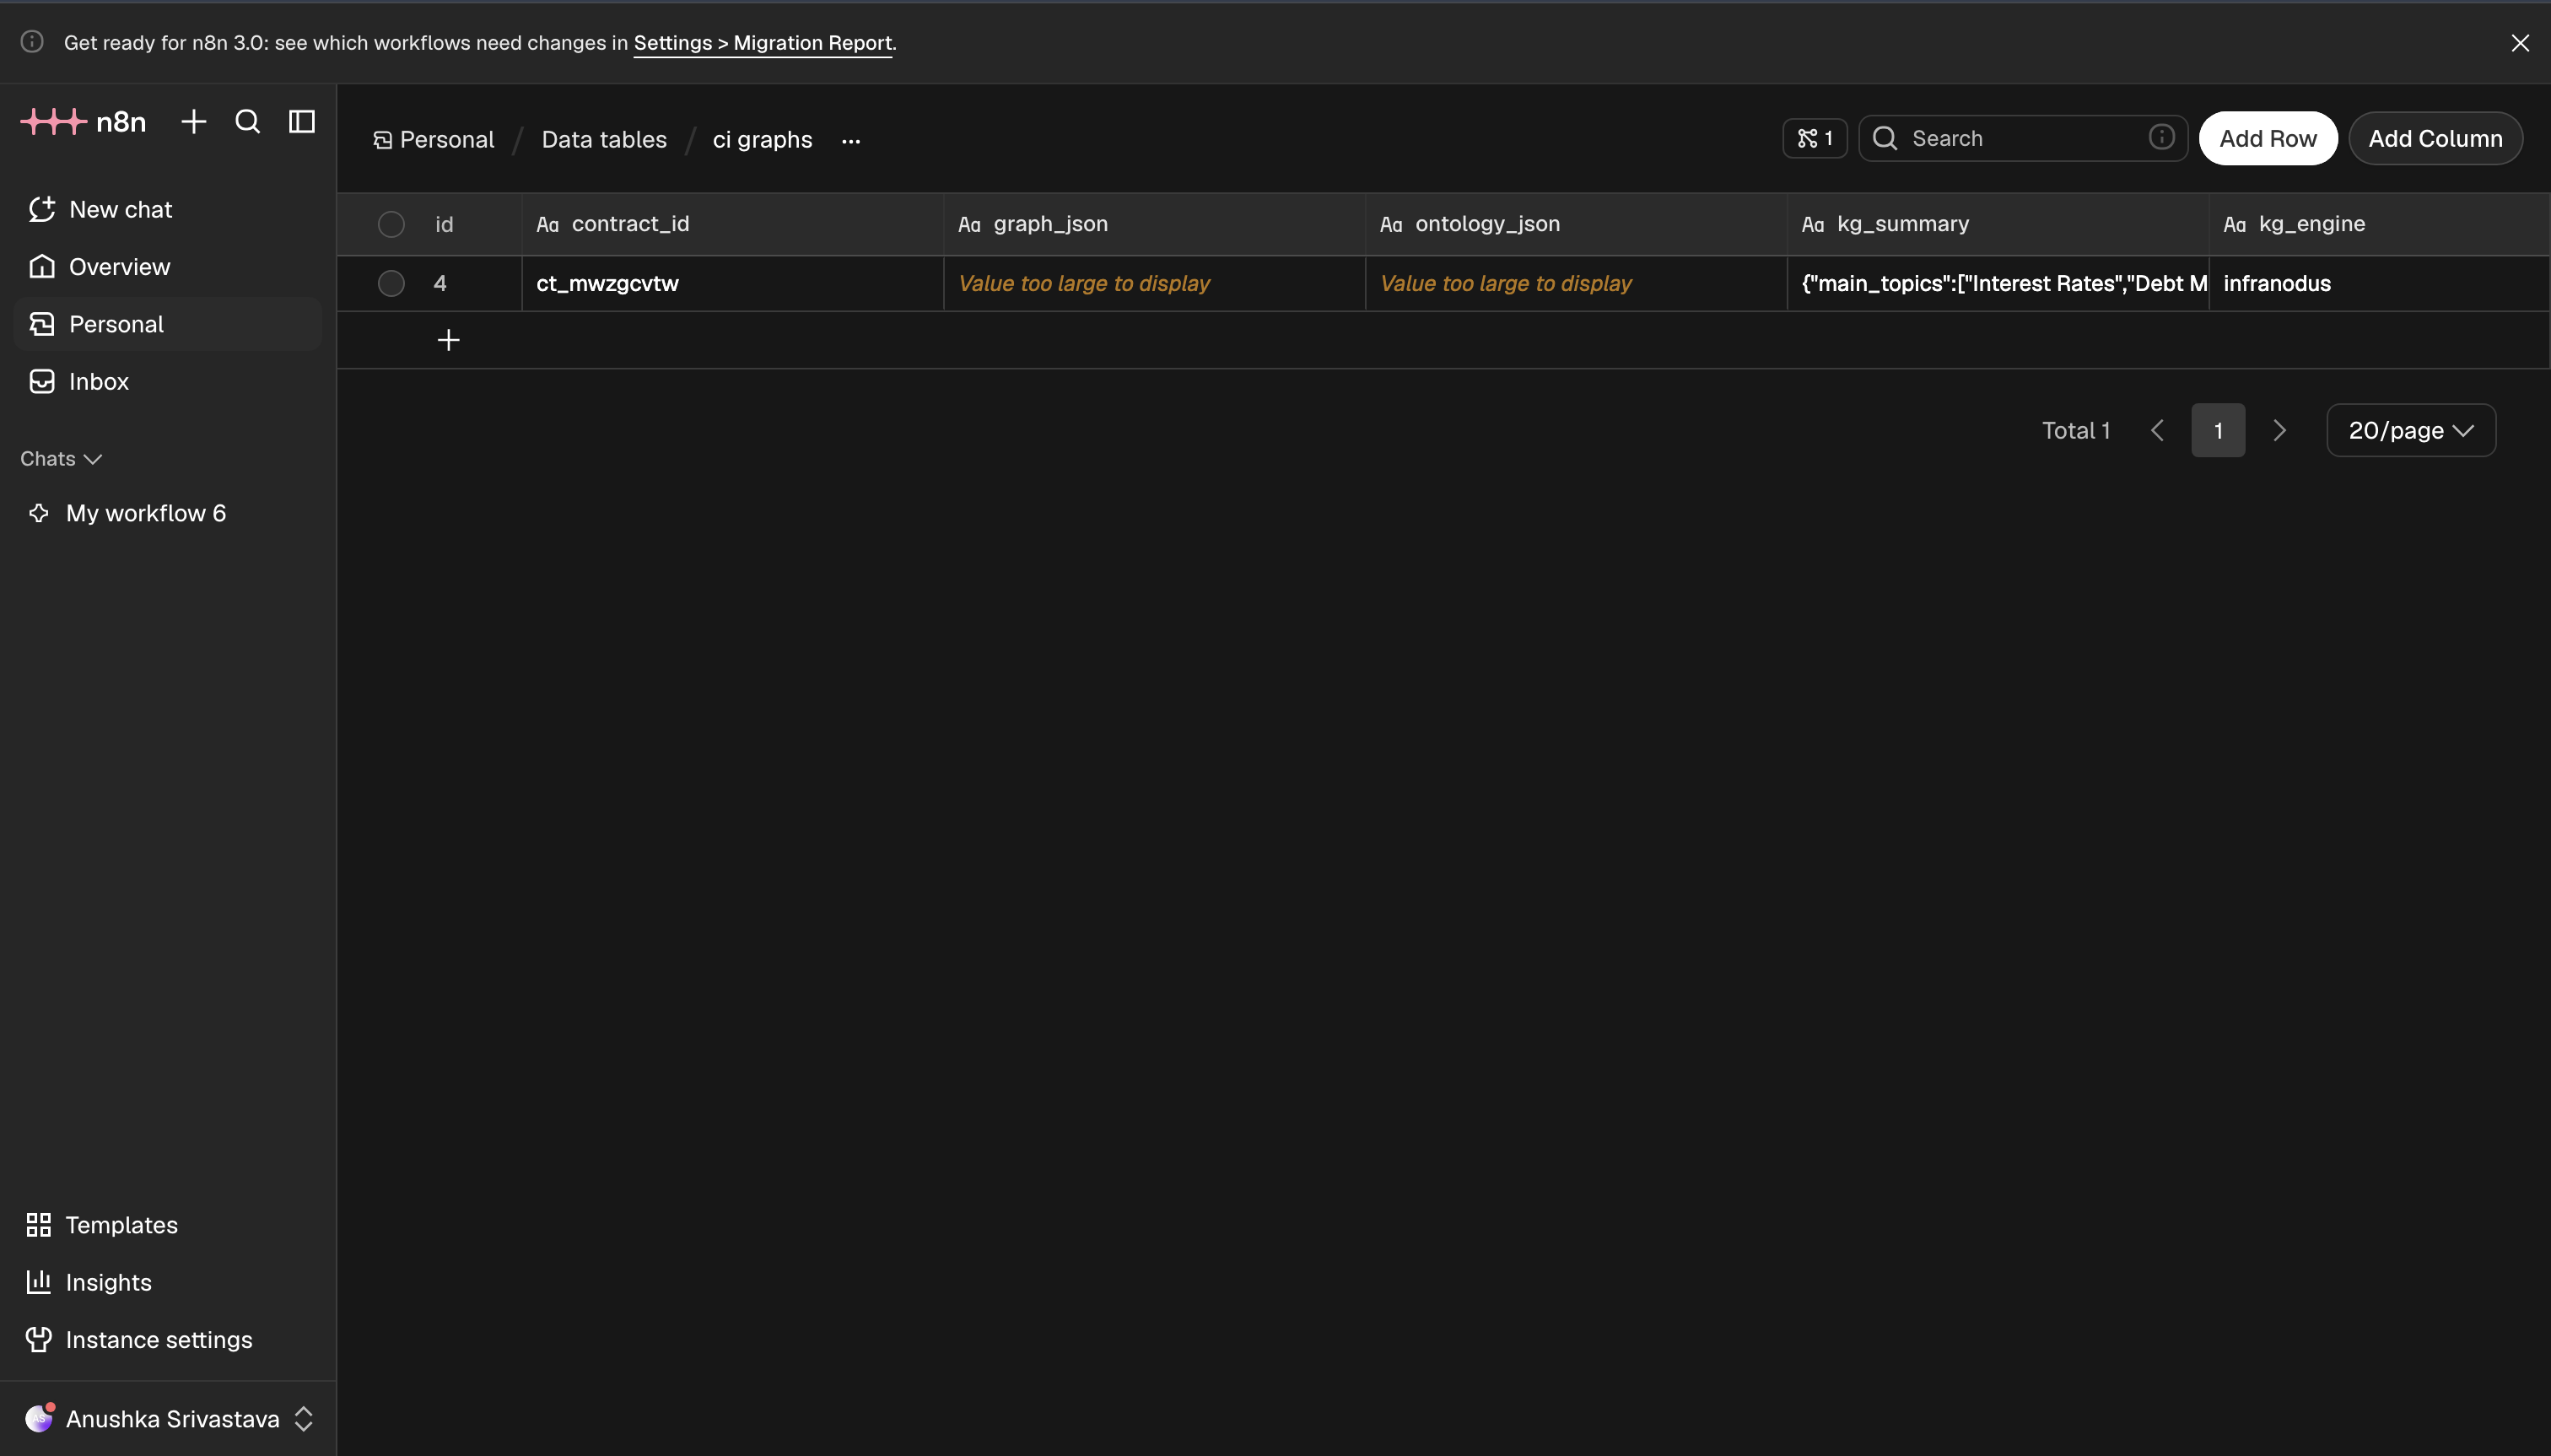 Get ready for n8n 3.0: see which workflows need changes in Settings > Migration Report.
n8n
New chat
Overview
Personal
Inbox
Chats
My workflow 6
Templates
Insights
Instance settings
AS Anushka Srivastava
Personal / Data tables / ci graphs ...
1 Search Add Row Add Column
id Aa contract_id Aa graph_json Aa ontology_json Aa kg_summary Aa kg_engine
4 ct_mwzgcvtw Value too large to display Value too large to display {"main_topics":["Interest Rates","Debt M infranodus
Total 1 1 20/page